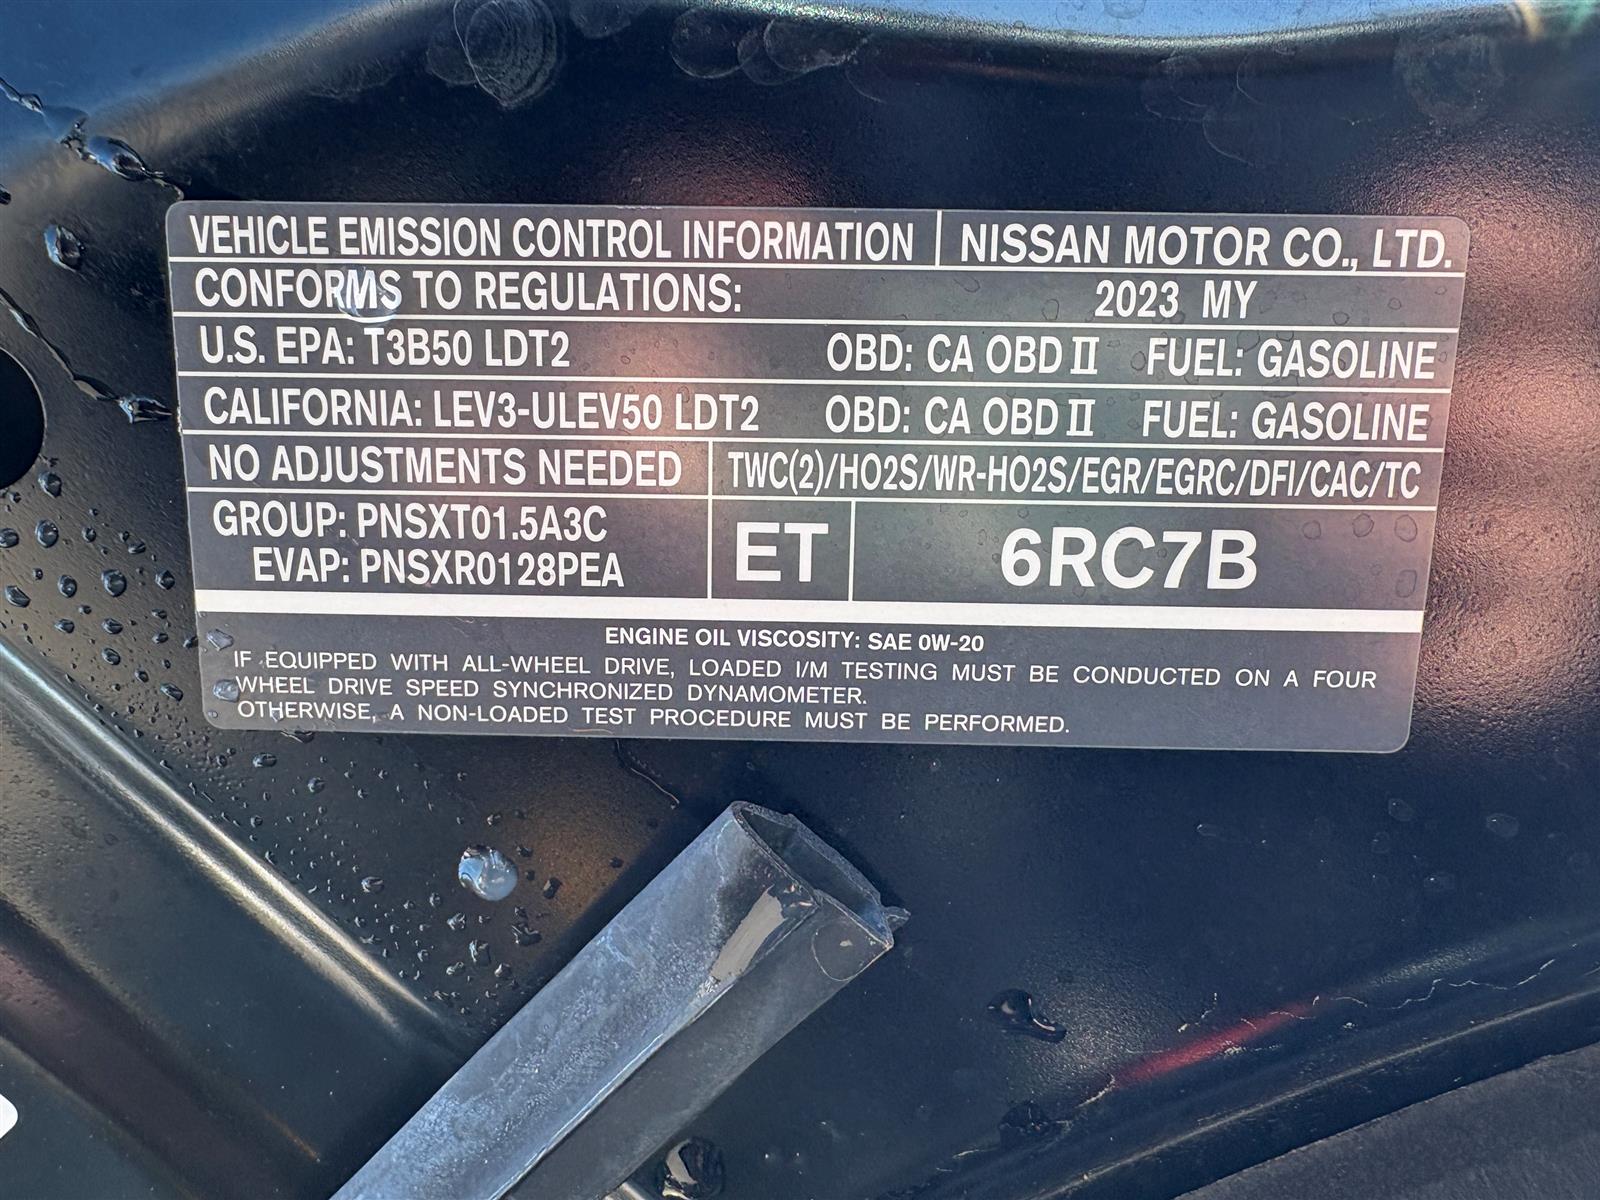 VEHICLE EMISSION CONTROL INFORMATION NISSAN MOTOR CO., LTD.
CONFORMS TO REGULATIONS: 2023 MY
U.S. EPA: T3B50 LDT2 OBD: CA OBD II FUEL: GASOLINE
CALIFORNIA: LEV3-ULEV50 LDT2 OBD: CA OBD II FUEL: GASOLINE
NO ADJUSTMENTS NEEDED TWC(2)/HO2S/WR-HO2S/EGR/EGRC/DFI/CAC/TC
GROUP: PNSXT01.5A3C
EVAP: PNSXR0128PEA
ET
6RC7B
ENGINE OIL VISCOSITY: SAE 0W-20
IF EQUIPPED WITH ALL-WHEEL DRIVE, LOADED I/M TESTING MUST BE CONDUCTED ON A FOUR
WHEEL DRIVE SPEED SYNCHRONIZED DYNAMOMETER.
OTHERWISE, A NON-LOADED TEST PROCEDURE MUST BE PERFORMED.